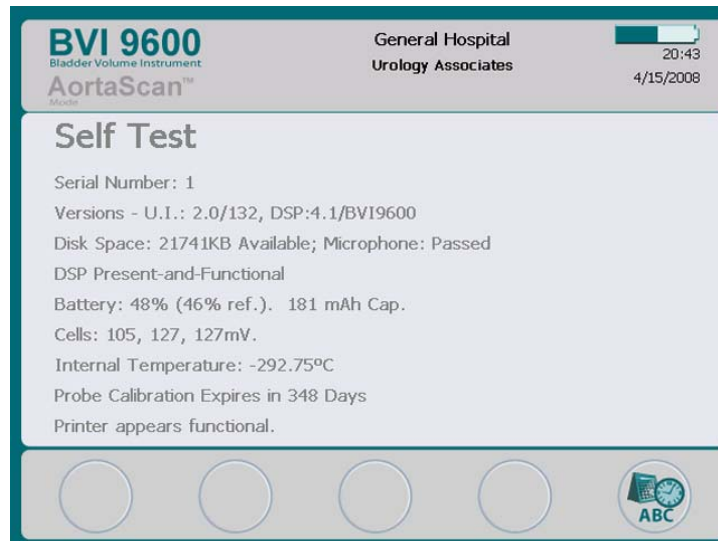 BVI 9600
Bladder Volume Instrument
AortaScan™
Mode
General Hospital
Urology Associates
20:43
4/15/2008
Self Test
Serial Number: 1
Versions - U.I.: 2.0/132, DSP:4.1/BVI9600
Disk Space: 21741KB Available; Microphone: Passed
DSP Present-and-Functional
Battery: 48% (46% ref.). 181 mAh Cap.
Cells: 105, 127, 127mV.
Internal Temperature: -292.75ºC
Probe Calibration Expires in 348 Days
Printer appears functional.
ABC